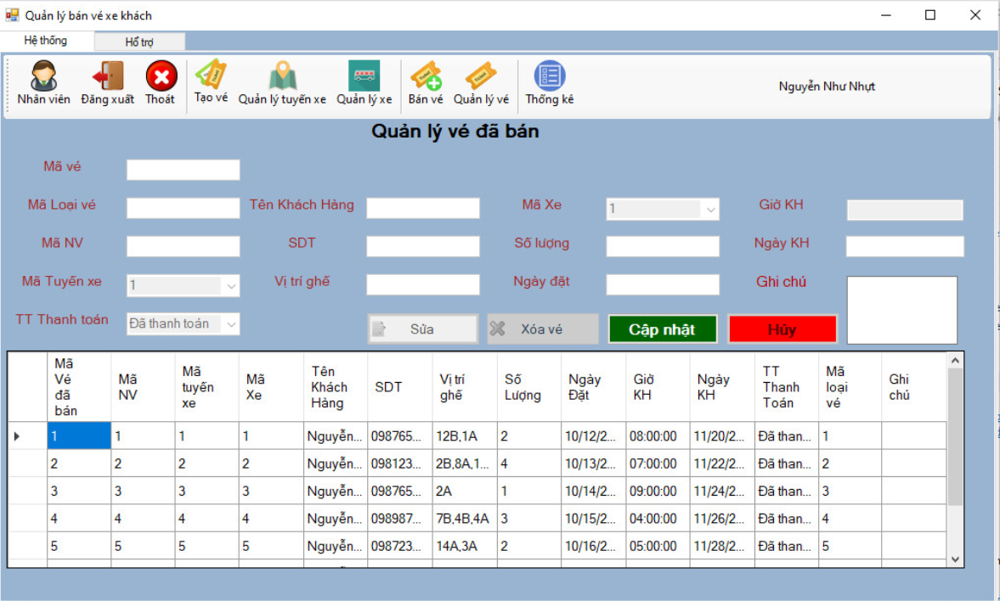 Quản lý bán vé xe khách
Hệ thống Hổ trợ
Nhân viên Đăng xuất Thoát Tạo vé Quản lý tuyến xe Quản lý xe Bán vé Quản lý vé Thống kê Nguyễn Như Nhựt
Quản lý vé đã bán
Mã vé
Mã Loại vé Tên Khách Hàng Mã Xe 1 Giờ KH
Mã NV SDT Số lượng Ngày KH
Mã Tuyến xe 1 Vị trí ghế Ngày đặt Ghi chú
TT Thanh toán Đã thanh toán Sửa Xóa vé Cập nhật Hủy
Mã Vé đã bán Mã NV Mã tuyến xe Mã Xe Tên Khách Hàng SDT Vị trí ghế Số Lượng Ngày Đặt Giờ KH Ngày KH TT Thanh Toán Mã loại vé Ghi chú
1 1 1 1 Nguyễn... 098765... 12B,1A 2 10/12/2... 08:00:00 11/20/2... Đã than... 1
2 2 2 2 Nguyễn... 098123... 2B,8A,1... 4 10/13/2... 07:00:00 11/22/2... Đã than... 2
3 3 3 3 Nguyễn... 098765... 2A 1 10/14/2... 09:00:00 11/24/2... Đã than... 3
4 4 4 4 Nguyễn... 098987... 7B,4B,4A 3 10/15/2... 04:00:00 11/26/2... Đã than... 4
5 5 5 5 Nguyễn... 098723... 14A,3A 2 10/16/2... 05:00:00 11/28/2... Đã than... 5